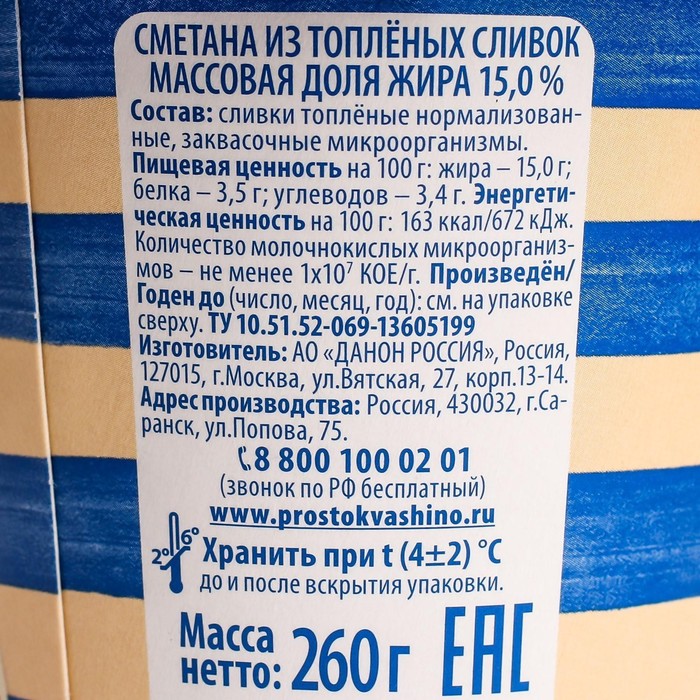 СМЕТАНА ИЗ ТОПЛЁНЫХ СЛИВОК
МАССОВАЯ ДОЛЯ ЖИРА 15,0 %
Состав: сливки топлёные нормализован-
ные, заквасочные микроорганизмы.
Пищевая ценность на 100 г: жира – 15,0 г;
белка – 3,5 г; углеводов – 3,4 г. Энергети-
ческая ценность на 100 г: 163 ккал/672 кДж.
Количество молочнокислых микроорганиз-
мов – не менее 1х10⁷ КОЕ/г. Произведён/
Годен до (число, месяц, год): см. на упаковке
сверху. ТУ 10.51.52-069-13605199
Изготовитель: АО «ДАНОН РОССИЯ», Россия,
127015, г.Москва, ул.Вятская, 27, корп.13-14.
Адрес производства: Россия, 430032, г.Са-
ранск, ул.Попова, 75.
8 800 100 02 01
(звонок по РФ бесплатный)
www.prostokvashino.ru
2° 6° Хранить при t (4±2) °C
до и после вскрытия упаковки.
Масса
нетто: 260 г EAC